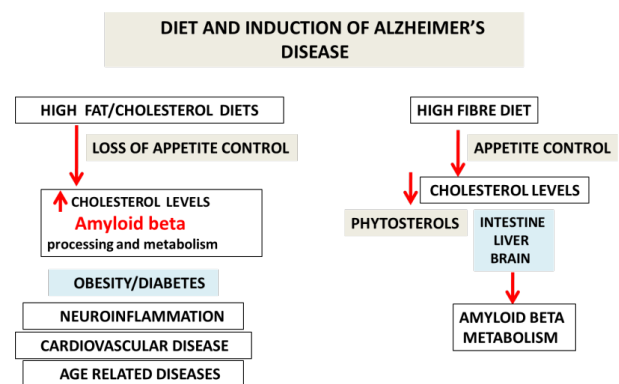 DIET AND INDUCTION OF ALZHEIMER'S
DISEASE
HIGH FAT/CHOLESTEROL DIETS
LOSS OF APPETITE CONTROL
CHOLESTEROL LEVELS
Amyloid beta
processing and metabolism
OBESITY/DIABETES
NEUROINFLAMMATION
CARDIOVASCULAR DISEASE
AGE RELATED DISEASES
HIGH FIBRE DIET
APPETITE CONTROL
CHOLESTEROL LEVELS
PHYTOSTEROLS
INTESTINE
LIVER
BRAIN
AMYLOID BETA
METABOLISM